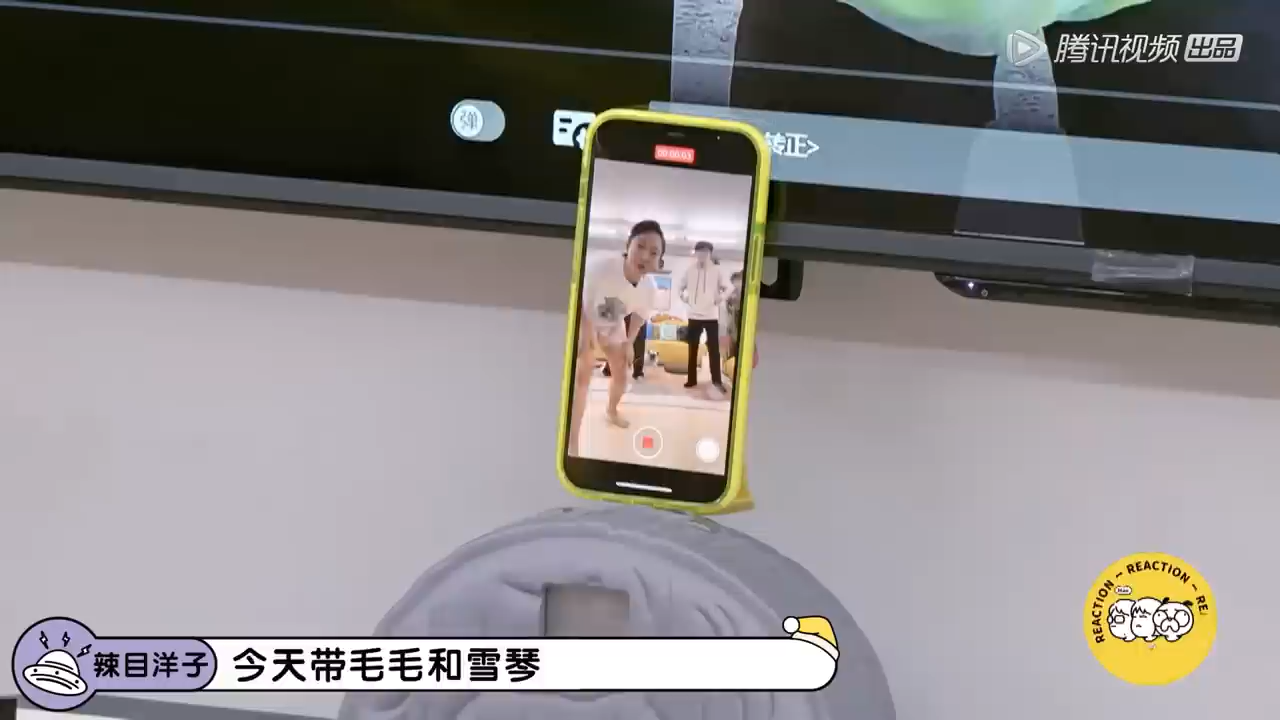 腾讯视频 出品
弹
转正>
00:00:03
REACTION - REACTION - RE
辣目洋子
今天带毛毛和雪琴